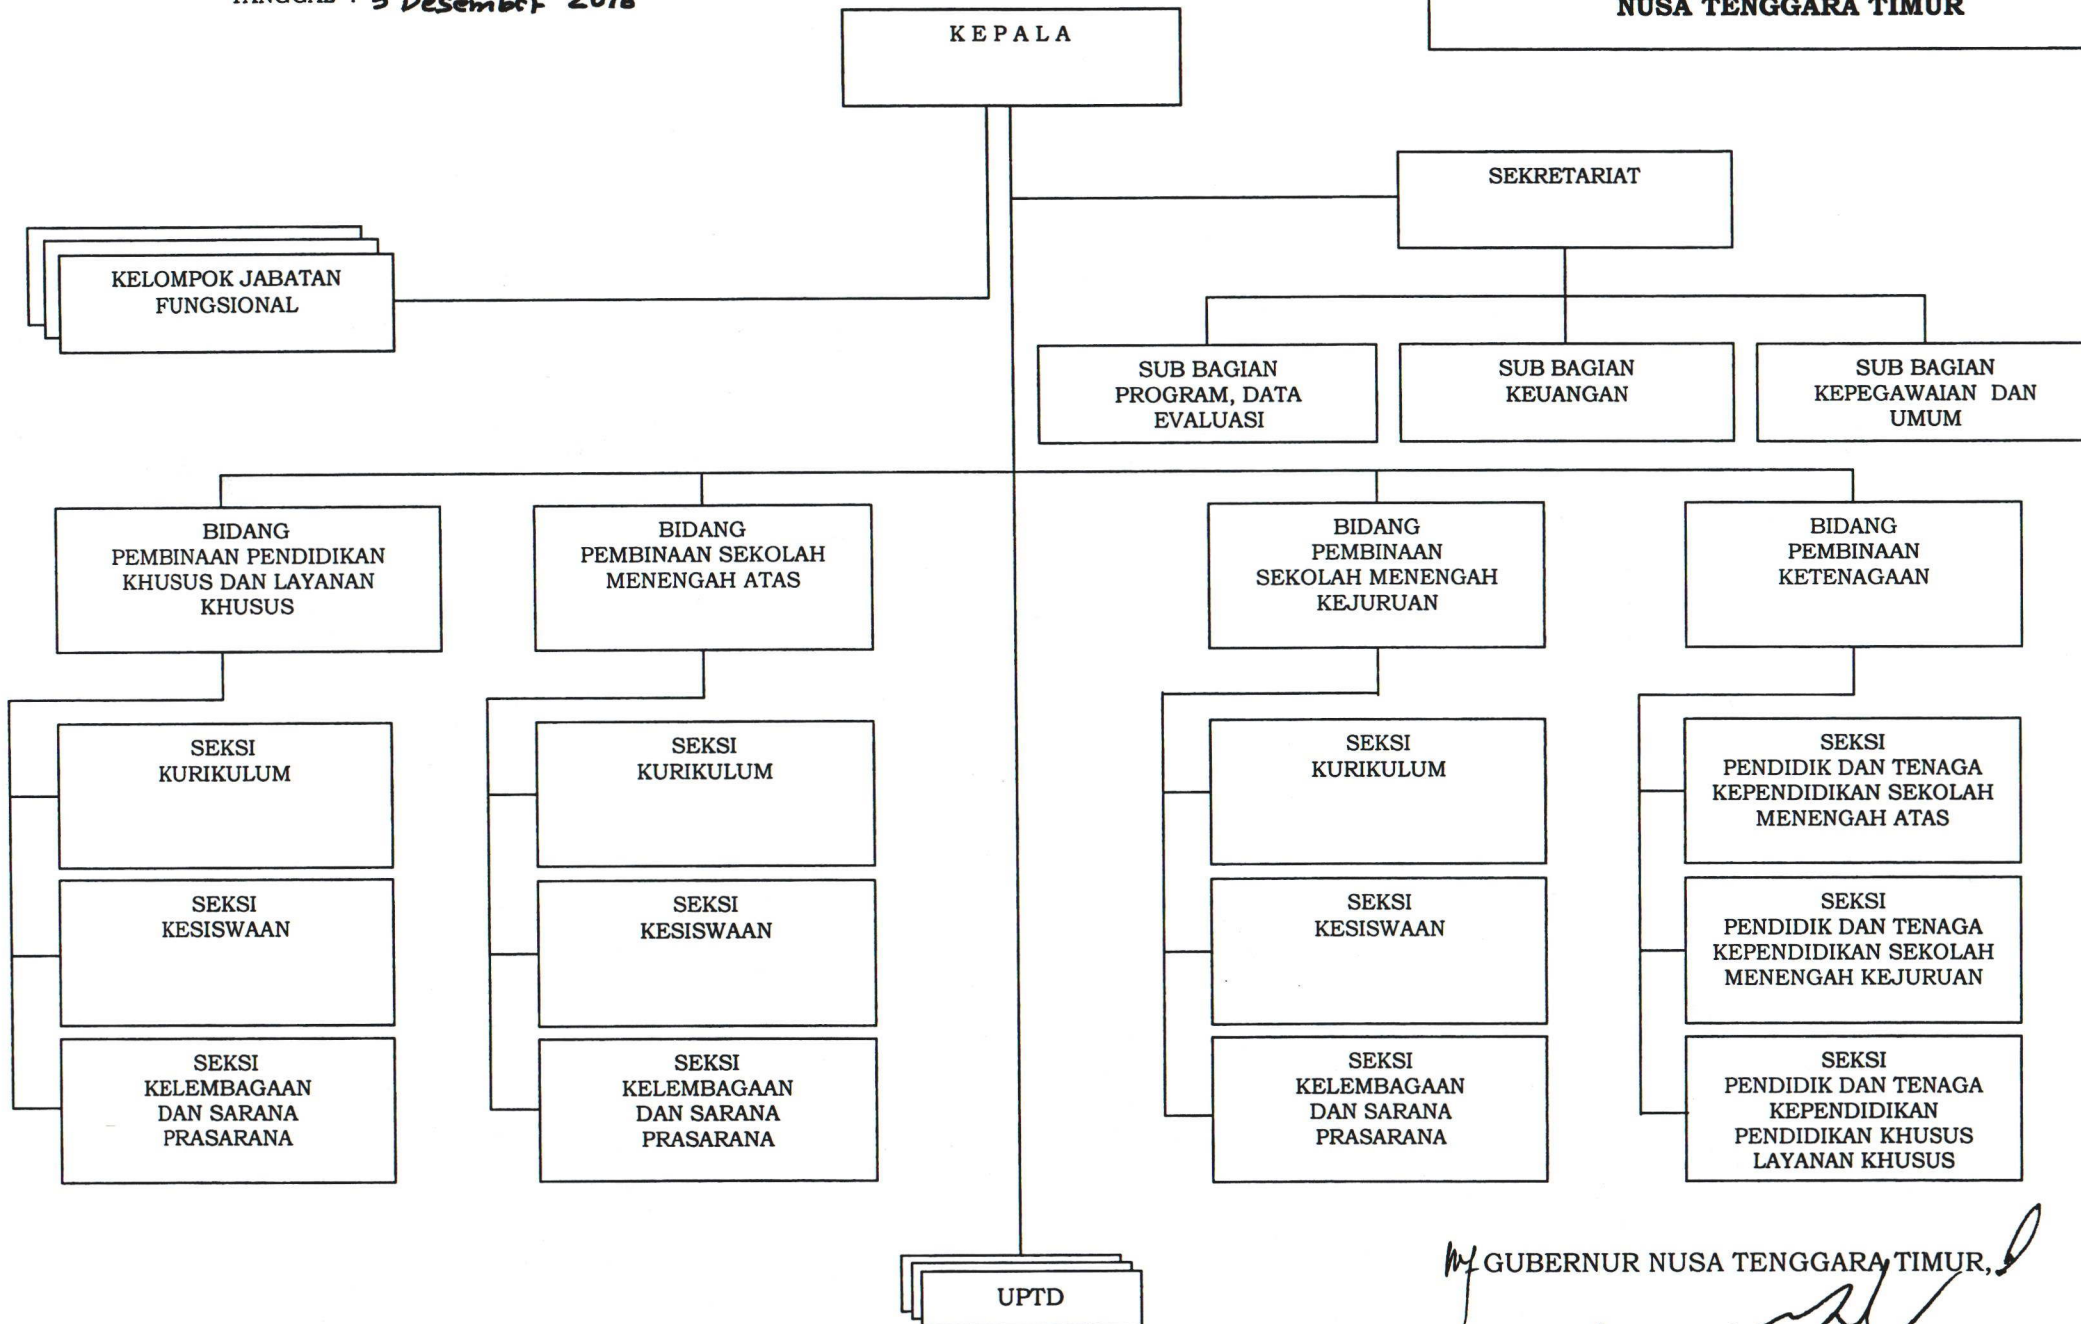 TANGGAL : 5 Desember 2016
NUSA TENGGARA TIMUR
K E P A L A
SEKRETARIAT
KELOMPOK JABATAN
FUNGSIONAL
SUB BAGIAN
PROGRAM, DATA
EVALUASI
SUB BAGIAN
KEUANGAN
SUB BAGIAN
KEPEGAWAIAN DAN
UMUM
BIDANG
PEMBINAAN PENDIDIKAN
KHUSUS DAN LAYANAN
KHUSUS
BIDANG
PEMBINAAN SEKOLAH
MENENGAH ATAS
BIDANG
PEMBINAAN
SEKOLAH MENENGAH
KEJURUAN
BIDANG
PEMBINAAN
KETENAGAAN
SEKSI
KURIKULUM
SEKSI
KURIKULUM
SEKSI
KURIKULUM
SEKSI
PENDIDIK DAN TENAGA
KEPENDIDIKAN SEKOLAH
MENENGAH ATAS
SEKSI
KESISWAAN
SEKSI
KESISWAAN
SEKSI
KESISWAAN
SEKSI
PENDIDIK DAN TENAGA
KEPENDIDIKAN SEKOLAH
MENENGAH KEJURUAN
SEKSI
KELEMBAGAAN
DAN SARANA
PRASARANA
SEKSI
KELEMBAGAAN
DAN SARANA
PRASARANA
SEKSI
KELEMBAGAAN
DAN SARANA
PRASARANA
SEKSI
PENDIDIK DAN TENAGA
KEPENDIDIKAN
PENDIDIKAN KHUSUS
LAYANAN KHUSUS
UPTD
GUBERNUR NUSA TENGGARA TIMUR,